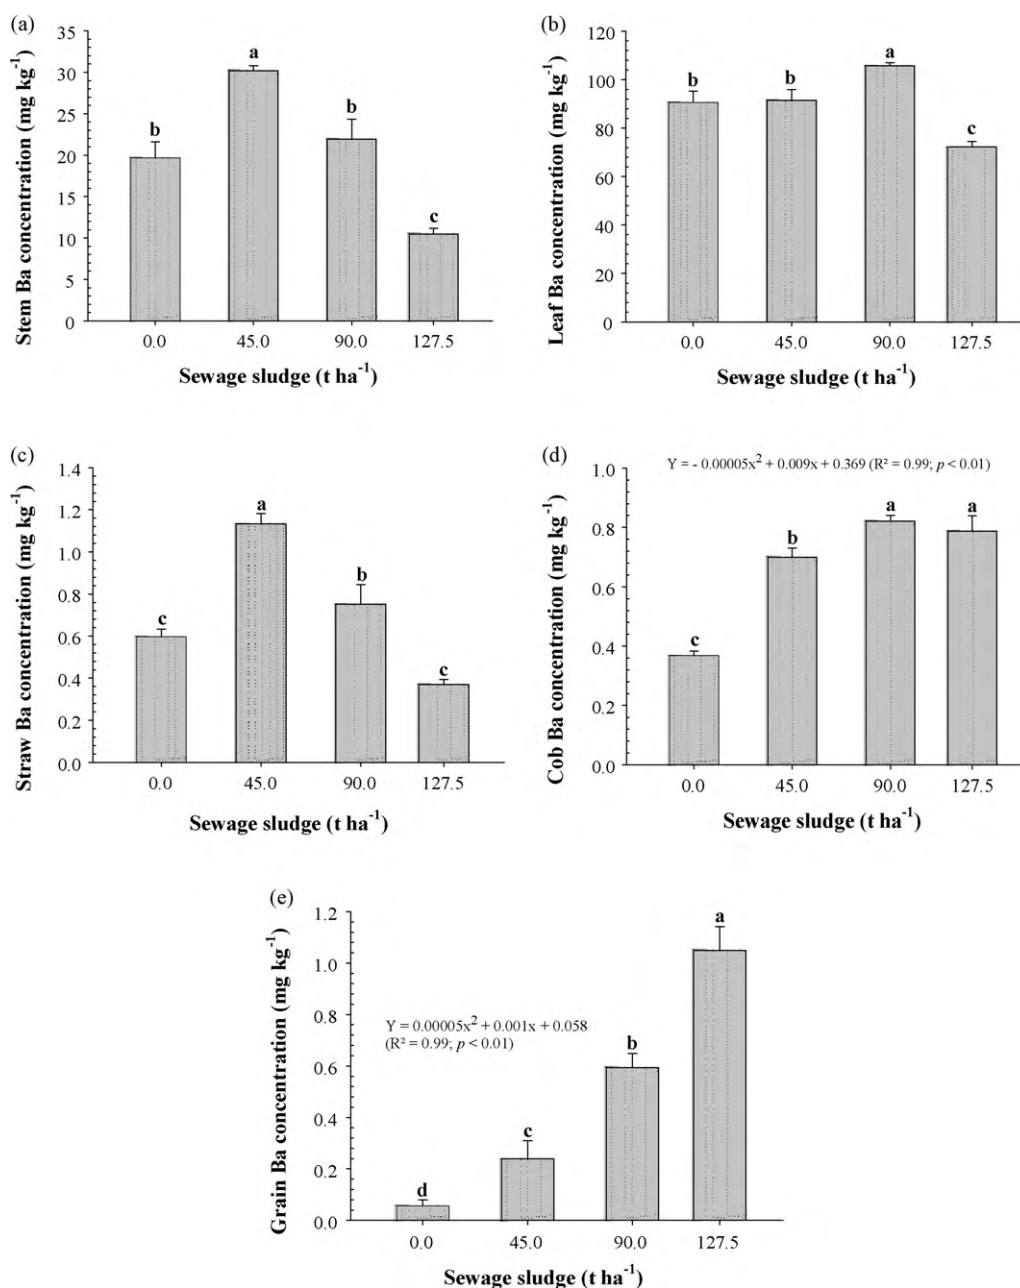 (a)
Stem Ba concentration (mg kg⁻¹)
35
30
25
20
15
10
5
0
b
a
b
c
0.0 45.0 90.0 127.5
Sewage sludge (t ha⁻¹)
(b)
Leaf Ba concentration (mg kg⁻¹)
120
100
80
60
40
20
0
b
b
a
c
0.0 45.0 90.0 127.5
Sewage sludge (t ha⁻¹)
(c)
Straw Ba concentration (mg kg⁻¹)
1.4
1.2
1.0
0.8
0.6
0.4
0.2
0.0
c
a
b
c
0.0 45.0 90.0 127.5
Sewage sludge (t ha⁻¹)
(d)
Y = - 0.00005x² + 0.009x + 0.369 (R² = 0.99; p < 0.01)
Cob Ba concentration (mg kg⁻¹)
1.0
0.8
0.6
0.4
0.2
0.0
c
b
a
a
0.0 45.0 90.0 127.5
Sewage sludge (t ha⁻¹)
(e)
Grain Ba concentration (mg kg⁻¹)
1.2
1.0
0.8
0.6
0.4
0.2
0.0
Y = 0.00005x² + 0.001x + 0.058
(R² = 0.99; p < 0.01)
d
c
b
a
0.0 45.0 90.0 127.5
Sewage sludge (t ha⁻¹)